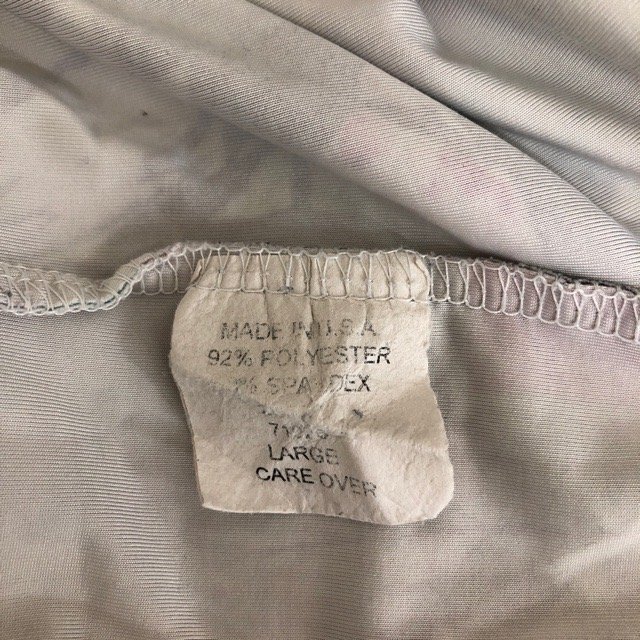 MADE IN U.S.A
92% POLYESTER
SPANDEX
LARGE
CARE OVER